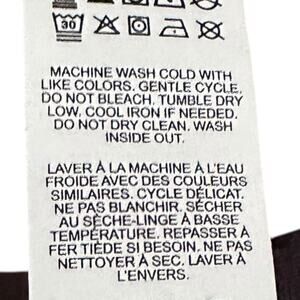 30
MACHINE WASH COLD WITH
LIKE COLORS. GENTLE CYCLE.
DO NOT BLEACH. TUMBLE DRY
LOW, COOL IRON IF NEEDED.
DO NOT DRY CLEAN. WASH
INSIDE OUT.
LAVER À LA MACHINE À L'EAU
FROIDE AVEC DES COULEURS
SIMILAIRES. CYCLE DÉLICAT.
NE PAS BLANCHIR. SÉCHER
AU SÈCHE-LINGE À BASSE
TEMPÉRATURE. REPASSER À
FER TIÈDE SI BESOIN. NE PAS
NETTOYER À SEC. LAVER À
L'ENVERS.